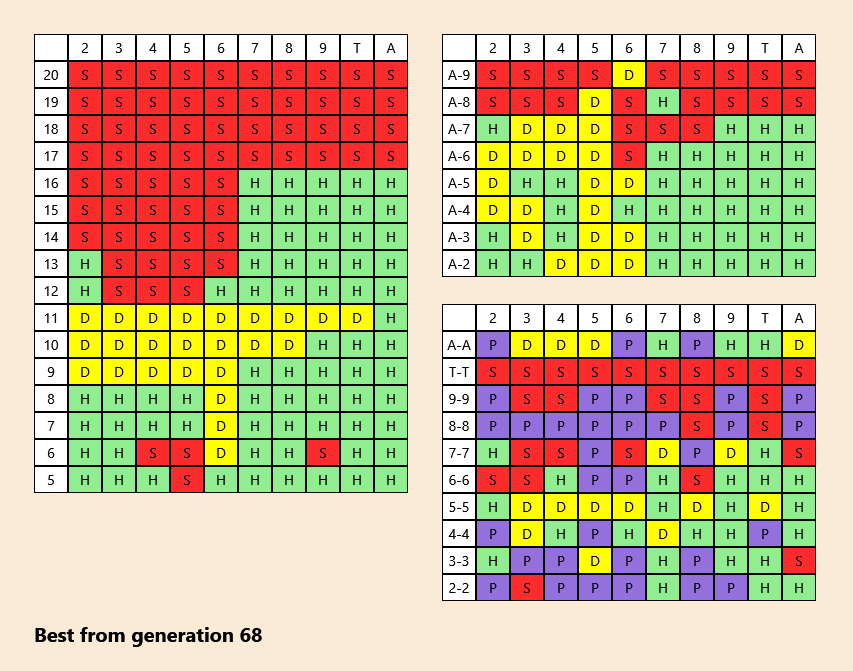 2 3 4 5 6 7 8 9 T A
20 S S S S S S S S S S
19 S S S S S S S S S S
18 S S S S S S S S S S
17 S S S S S S S S S S
16 S S S S S H H H H H
15 S S S S S H H H H H
14 S S S S S H H H H H
13 H S S S S H H H H H
12 H S S S H H H H H H
11 D D D D D D D D D H
10 D D D D D D D H H H
9 D D D D D H H H H H
8 H H H H D H H H H H
7 H H H H D H H H H H
6 H H S S D H H S H H
5 H H H S H H H H H H
2 3 4 5 6 7 8 9 T A
A-9 S S S S D S S S S S
A-8 S S S D S H S S S S
A-7 H D D D S S S H H H
A-6 D D D D S H H H H H
A-5 D H H D D H H H H H
A-4 D D H D H H H H H H
A-3 H D H D D H H H H H
A-2 H H D D D H H H H H
2 3 4 5 6 7 8 9 T A
A-A P D D D P H P H H D
T-T S S S S S S S S S S
9-9 P S S P P S S P S P
8-8 P P P P P P S P S P
7-7 H S S P S D P D H S
6-6 S S H P P H S H H H
5-5 H D D D D H D H D H
4-4 P D H P H D H H P H
3-3 H P P D P H P H H S
2-2 P S P P P H P P H H
Best from generation 68